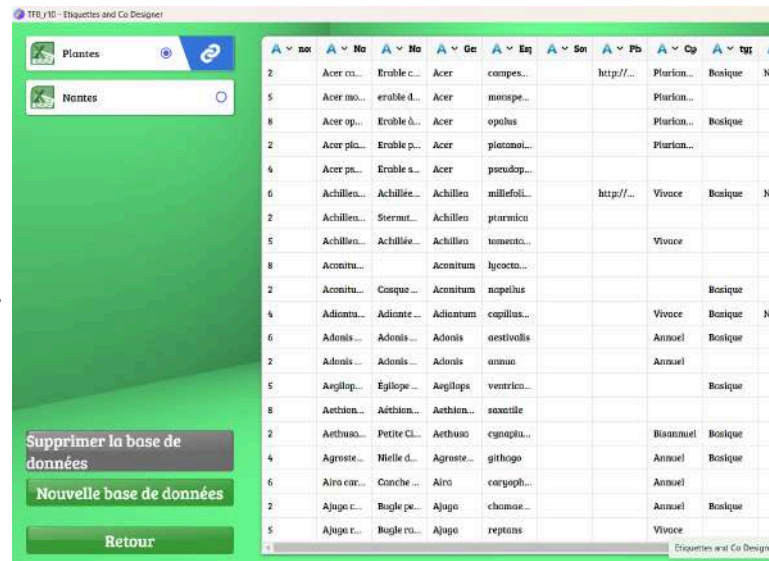 TFB_r10 - Etiquettes and Co Designer
Plantes
Nantes
A nom A No A No A Ge A Esp A Sou A Ph A Cy A typ
2 Acer ca... Erable c... Acer campes... http://... Plurian... Basique N
5 Acer mo... erable d... Acer monspe... Plurian...
8 Acer op... Erable à... Acer opalus Plurian... Basique
2 Acer pla... Erable p... Acer platanoi... Plurian...
4 Acer ps... Erable s... Acer pseudop...
6 Achillea... Achillée... Achillea millefoli... http://... Vivace Basique N
2 Achillea... Sternut... Achillea ptarmica
5 Achillea... Achillée... Achillea tomento... Vivace
8 Aconitu... Aconitum lycocto...
2 Aconitu... Casque ... Aconitum napellus Basique
4 Adiantu... Adiante ... Adiantum capillus... Vivace Basique N
6 Adonis ... Adonis ... Adonis aestivalis Annuel Basique
2 Adonis ... Adonis ... Adonis annua Annuel
5 Aegilop... Égilope ... Aegilops ventrico... Basique
8 Aethion... Aéthion... Aethion... saxatile
2 Aethusa... Petite Ci... Aethusa cynapiu... Bisannuel Basique
4 Agroste... Nielle d... Agroste... githago Annuel Basique
6 Aira car... Canche ... Aira caryoph... Annuel
2 Ajuga c... Bugle pe... Ajuga chamae... Annuel Basique
5 Ajuga r... Bugle ra... Ajuga reptans Vivace
Supprimer la base de
données
Nouvelle base de données
Retour
Etiquettes and Co Design